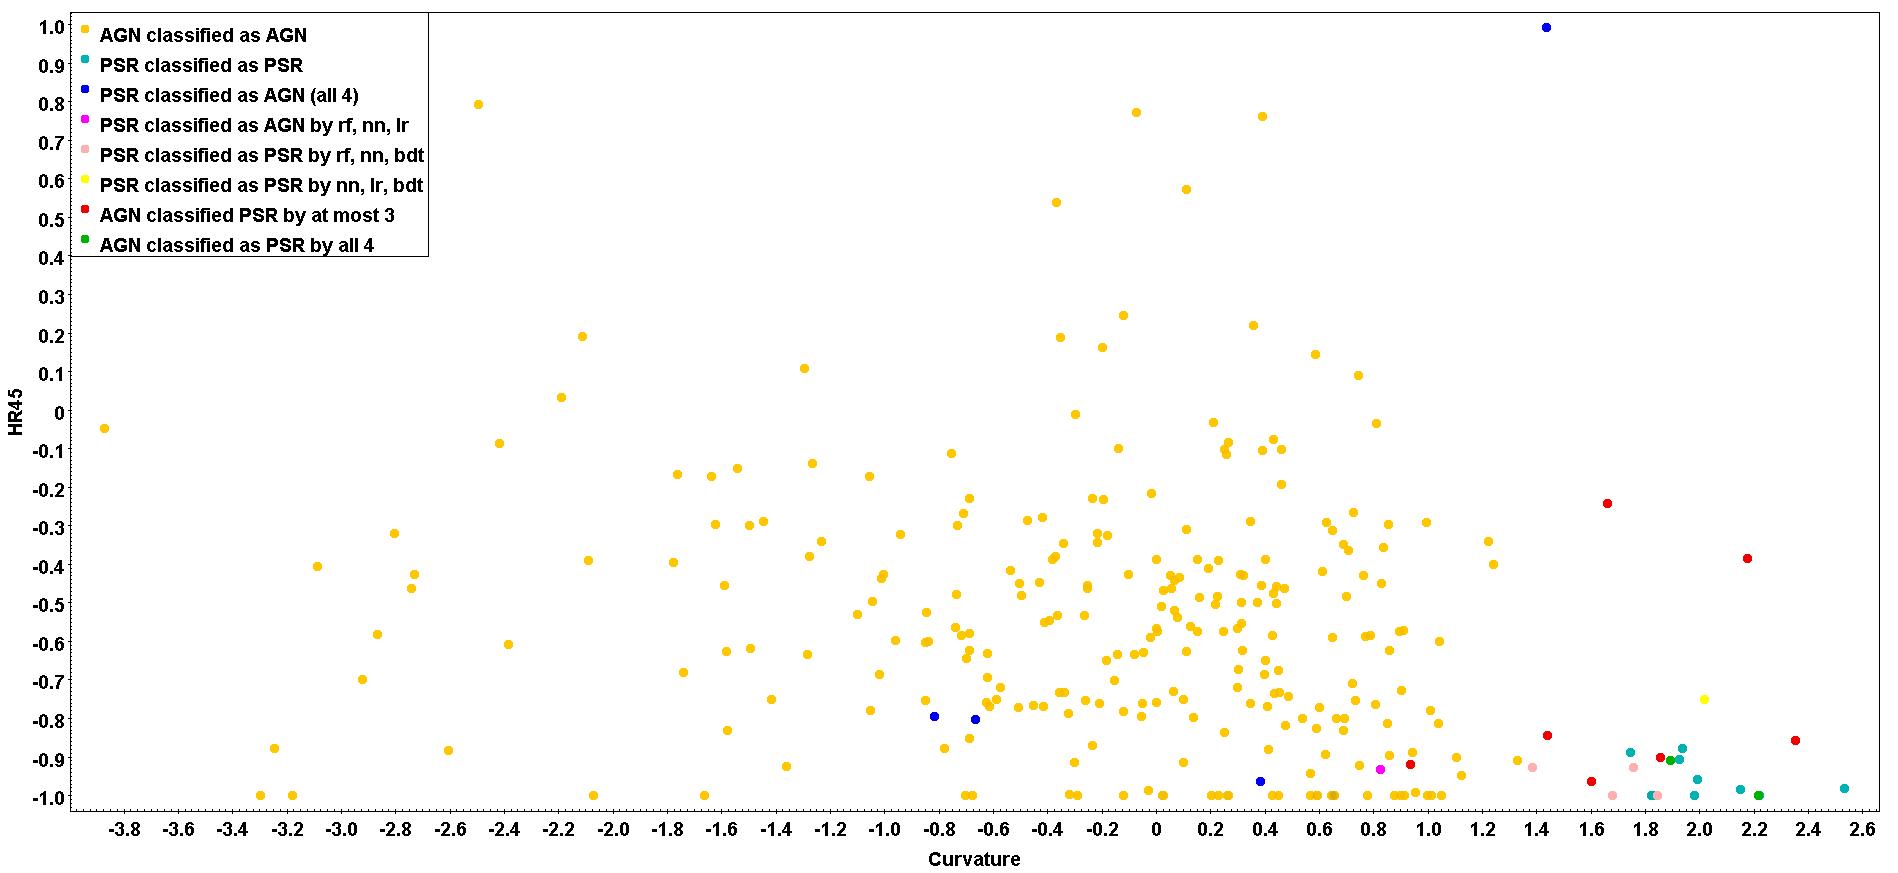 AGN classified as AGN
PSR classified as PSR
PSR classified as AGN (all 4)
PSR classified as AGN by rf, nn, lr
PSR classified as PSR by rf, nn, bdt
PSR classified as PSR by nn, lr, bdt
AGN classified PSR by at most 3
AGN classified as PSR by all 4
1.0
0.9
0.8
0.7
0.6
0.5
0.4
0.3
0.2
0.1
0
-0.1
-0.2
-0.3
-0.4
-0.5
-0.6
-0.7
-0.8
-0.9
-1.0
HR45
-3.8 -3.6 -3.4 -3.2 -3.0 -2.8 -2.6 -2.4 -2.2 -2.0 -1.8 -1.6 -1.4 -1.2 -1.0 -0.8 -0.6 -0.4 -0.2 0 0.2 0.4 0.6 0.8 1.0 1.2 1.4 1.6 1.8 2.0 2.2 2.4 2.6
Curvature